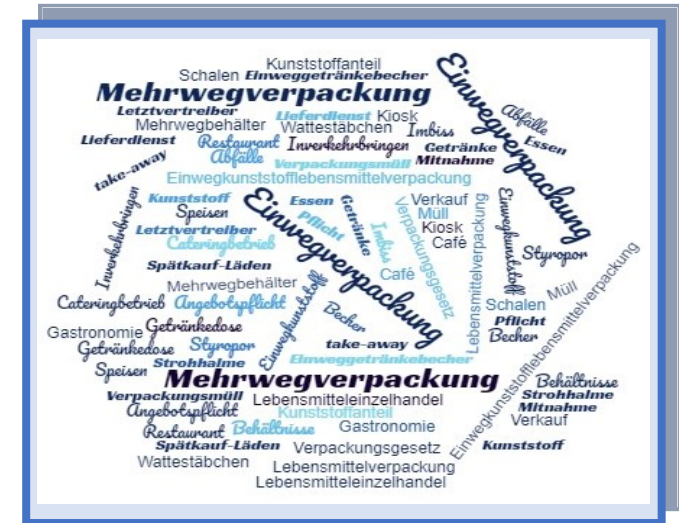 Kunststoffanteil
Schalen Einweggetränkebecher
Mehrwegverpackung
Einwegverpackung
Letztvertreiber Lieferdienst Kiosk
Abfälle
Mehrwegbehälter Wattestäbchen Imbiss
Essen
Lieferdienst Restaurant Inverkehrbringen Getränke
Abfälle Verpackungsmüll Mitnahme
take-away
Einwegkunststofflebensmittelverpackung
Inverkehrbringen
Kunststoff Essen Getränke Verkauf
Einwegverpackung
Speisen Pflicht Imbiss Verpackungsgesetz Müll
Lebensmittelverpackung
Einwegkunststoff
Letztvertreiber Kiosk
Cateringbetrieb Café
Styropor
Spätkauf-Läden Café
Mehrwegbehälter Einwegkunststoff Müll
Cateringbetrieb Angebotspflicht Becher Schalen
Einwegkunstofflebensmittelverpackung
Gastronomie Getränkedose Pflicht
Getränkedose Styropor take-away Becher
Strohhalme Einweggetränkebecher
Speisen Mehrwegverpackung Behältnisse
Verpackungsmüll Lebensmitteleinzelhandel Strohhalme
Angebotspflicht Kunststoffanteil Mitnahme
Restaurant Behältnisse Gastronomie Verkauf
Spätkauf-Läden Verpackungsgesetz Kunststoff
Wattestäbchen Lebensmittelverpackung
Lebensmitteleinzelhandel